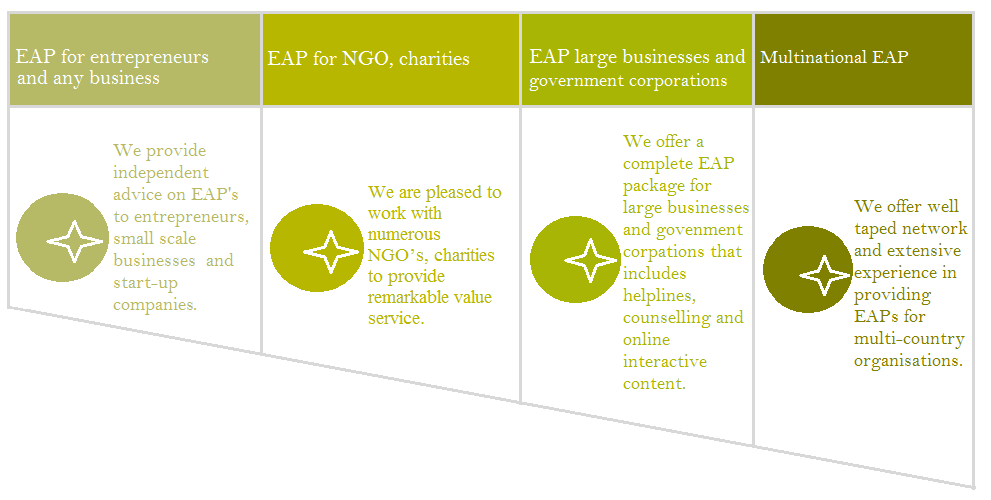 EAP for entrepreneurs
and any business
EAP for NGO, charities
EAP large businesses and
government corporations
Multinational EAP
We provide
independent
advice on EAP's
to entrepreneurs,
small scale
businesses and
start-up
companies.
We are pleased to
work with
numerous
NGO's, charities
to provide
remarkable value
service.
We offer a
complete EAP
package for
large businesses
and govenment
corpations that
includes
helplines,
counselling and
online
interactive
content.
We offer well
taped network
and extensive
experience in
providing
EAPs for
multi-country
organisations.